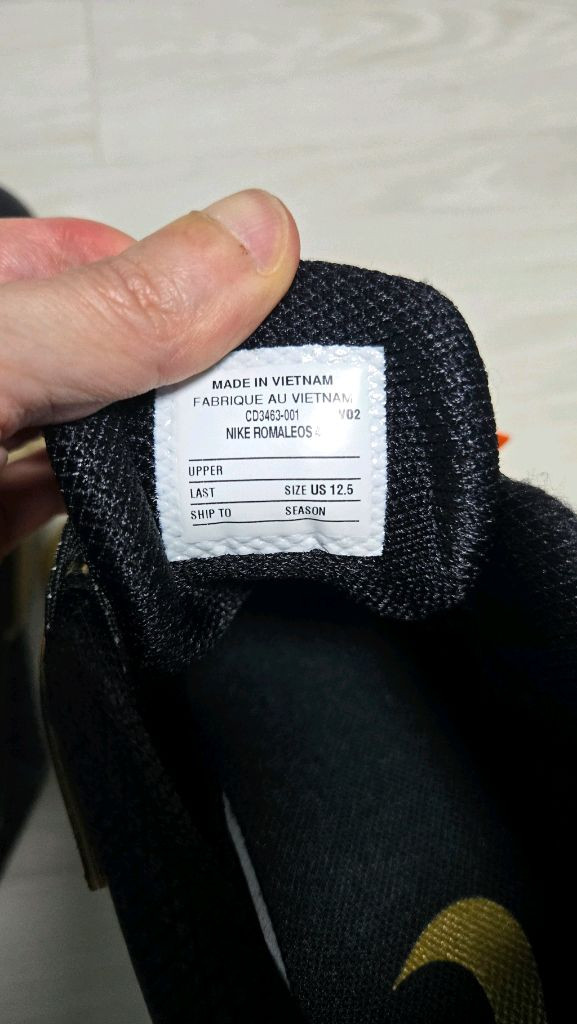 MADE IN VIETNAM
FABRIQUE AU VIETNAM
CD3463-001 V02
NIKE ROMALEOS 4
UPPER
LAST SIZE US 12.5
SHIP TO SEASON